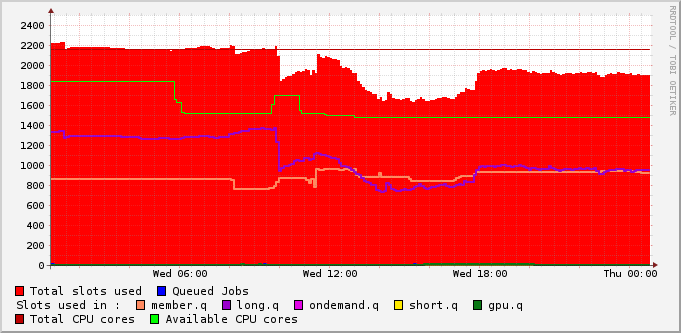 RRDTOOL / TOBI OETIKER
2400
2200
2000
1800
1600
1400
1200
1000
800
600
400
200
0
Wed 06:00 Wed 12:00 Wed 18:00 Thu 00:00
Total slots used Queued Jobs
Slots used in : member.q long.q ondemand.q short.q gpu.q
Total CPU cores Available CPU cores